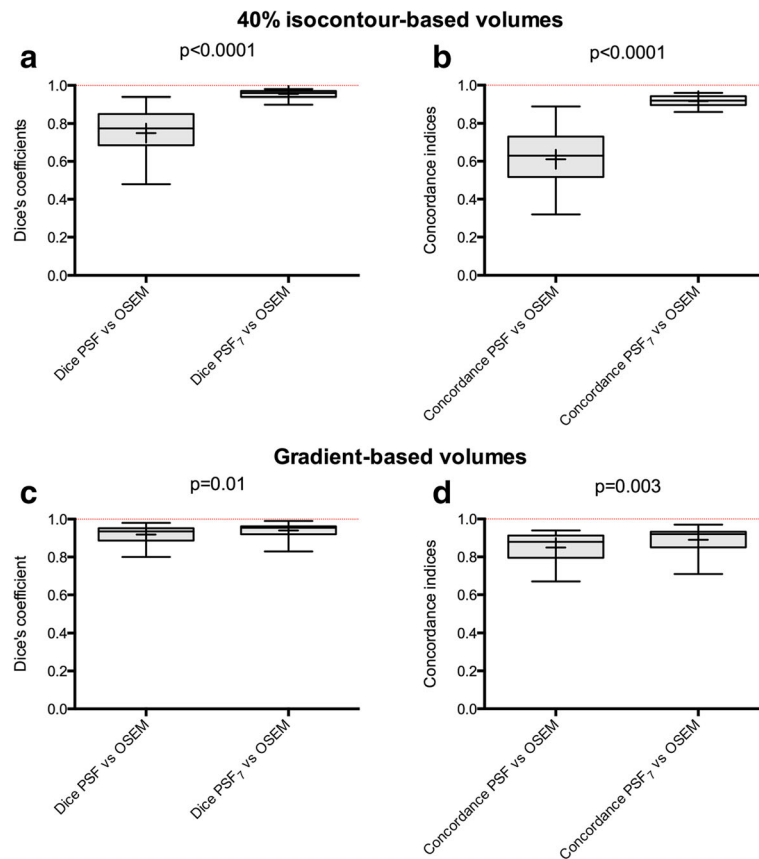 40% isocontour-based volumes
a
p<0.0001
Dice's coefficients
1.0
0.8
0.6
0.4
0.2
0.0
Dice PSF vs OSEM
Dice PSF₇ vs OSEM
b
p<0.0001
Concordance indices
1.0
0.8
0.6
0.4
0.2
0.0
Concordance PSF vs OSEM
Concordance PSF₇ vs OSEM
Gradient-based volumes
c
p=0.01
Dice's coefficient
1.0
0.8
0.6
0.4
0.2
0.0
Dice PSF vs OSEM
Dice PSF₇ vs OSEM
d
p=0.003
Concordance indices
1.0
0.8
0.6
0.4
0.2
0.0
Concordance PSF vs OSEM
Concordance PSF₇ vs OSEM